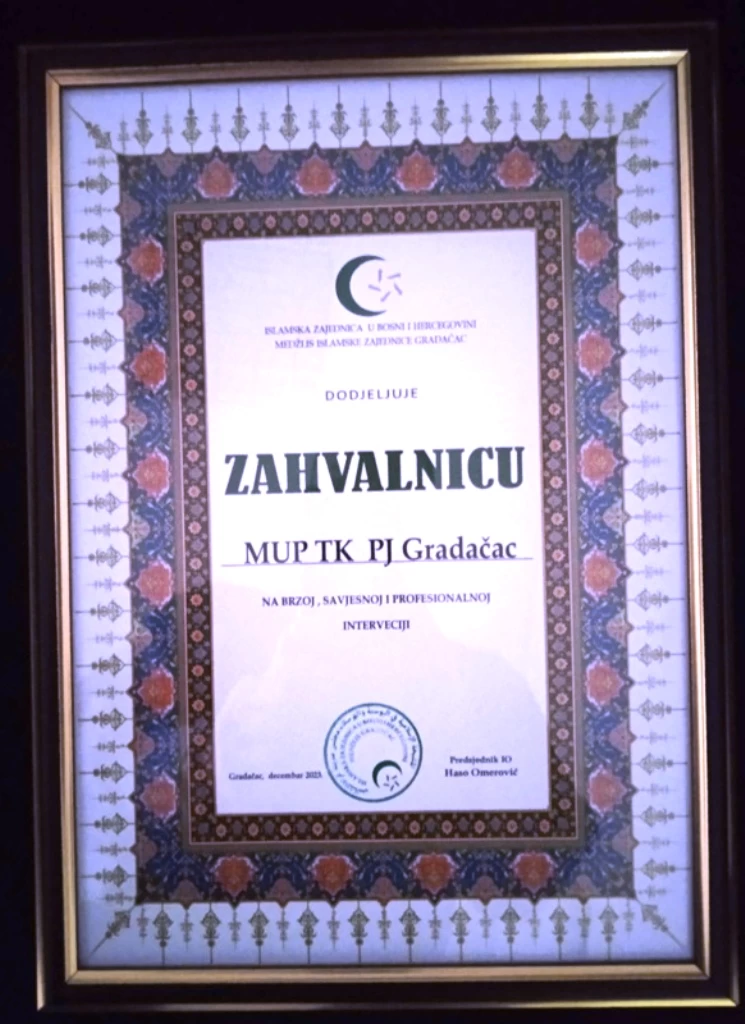 ISLAMSKA ZAJEDNICA U BOSNI I HERCEGOVINI
MEDŽLIS ISLAMSKE ZAJEDNICE GRADAČAC
DODJELJUJE
ZAHVALNICU
MUP TK PJ Gradačac
NA BRZOJ , SAVJESNOJ I PROFESIONALNOJ
INTERVECIJI
Gradačac, decembar 2023.
Predsjednik IO
Haso Omerović